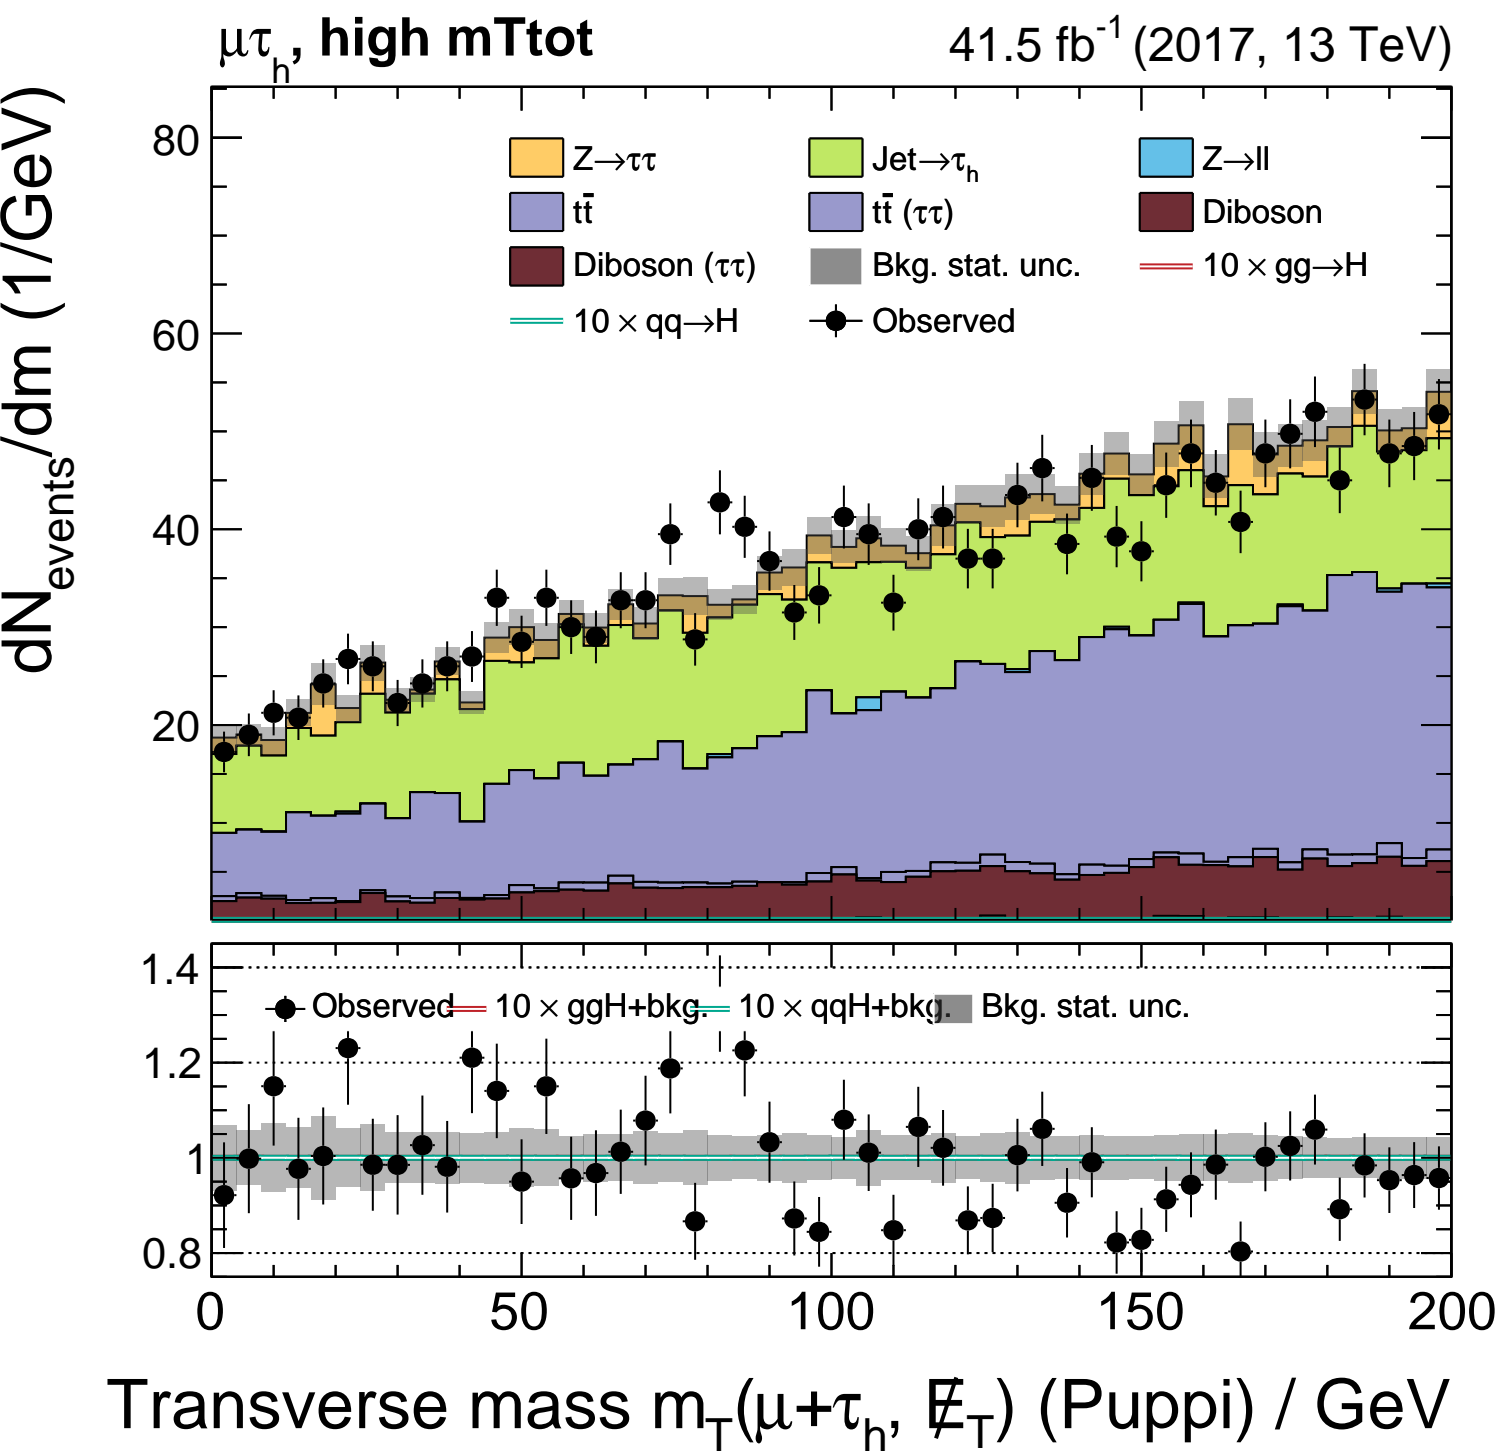 μτh, high mTtot
41.5 fb-1 (2017, 13 TeV)
dNevents/dm (1/GeV)
80
60
40
20
Z→ττ Jet→τh Z→ll
tt̄ tt̄ (ττ) Diboson
Diboson (ττ) Bkg. stat. unc. 10 × gg→H
10 × qq→H Observed
1.4
1.2
1
0.8
Observed 10 × ggH+bkg. 10 × qqH+bkg. Bkg. stat. unc.
0 50 100 150 200
Transverse mass mT(μ+τh, E̸T) (Puppi) / GeV